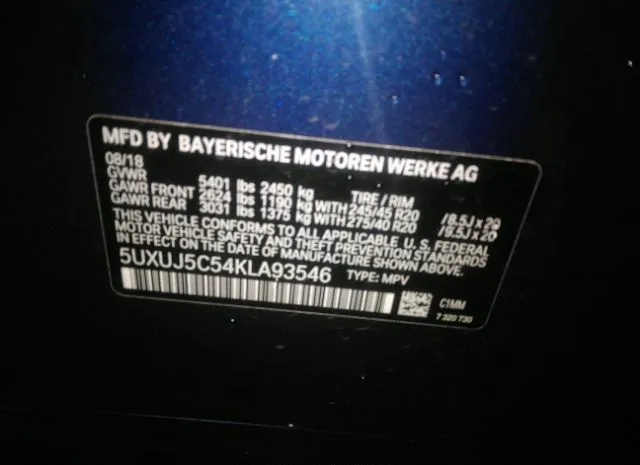 MFD BY BAYERISCHE MOTOREN WERKE AG
08/18
GVWR 5401 lbs 2450 kg TIRE / RIM
GAWR FRONT 2624 lbs 1190 kg WITH 245/45 R20 /8.5J x 20
GAWR REAR 3031 lbs 1375 kg WITH 275/40 R20 /9.5J x 20
THIS VEHICLE CONFORMS TO ALL APPLICABLE U.S. FEDERAL
MOTOR VEHICLE SAFETY AND THEFT PREVENTION STANDARDS
IN EFFECT ON THE DATE OF MANUFACTURE SHOWN ABOVE.
5UXUJ5C54KLA93546 TYPE: MPV
C1MM
7 320 730